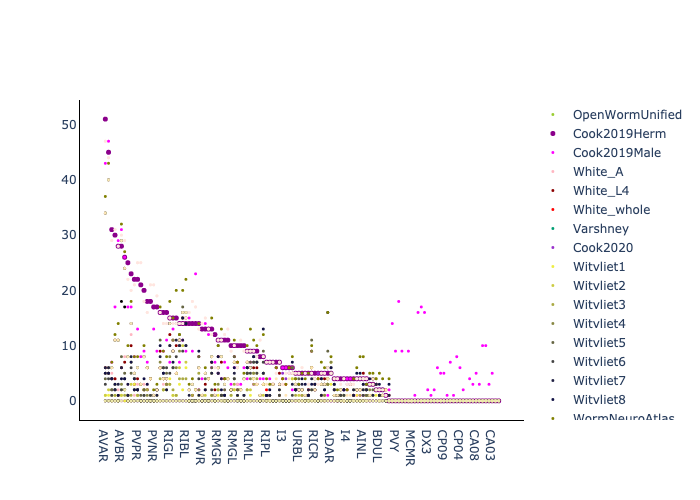 50
40
30
20
10
0
AVAR
AVBR
PVPR
PVNR
RIGL
RIBL
PVWR
RMGR
RMGL
RIML
RIPL
I3
URBL
RICR
ADAR
I4
AINL
BDUL
PVY
MCMR
DX3
CP09
CP04
CA08
CA03
OpenWormUnified
Cook2019Herm
Cook2019Male
White_A
White_L4
White_whole
Varshney
Cook2020
Witvliet1
Witvliet2
Witvliet3
Witvliet4
Witvliet5
Witvliet6
Witvliet7
Witvliet8
WormNeuroAtlas